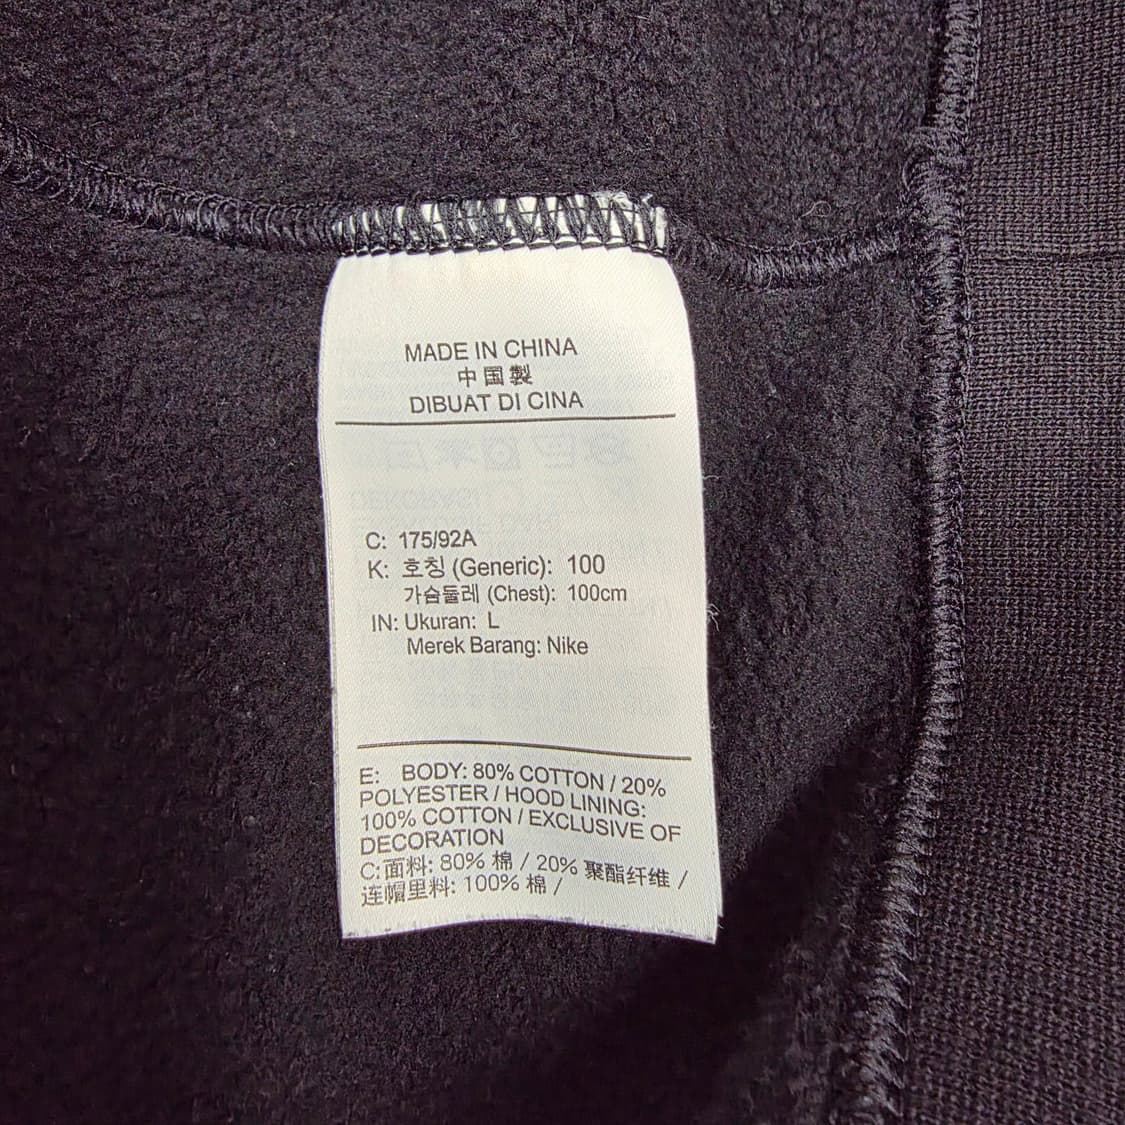 MADE IN CHINA
中国製
DIBUAT DI CINA
C: 175/92A
K: 호칭 (Generic): 100
가슴둘레 (Chest): 100cm
IN: Ukuran: L
Merek Barang: Nike
E: BODY: 80% COTTON / 20%
POLYESTER / HOOD LINING:
100% COTTON / EXCLUSIVE OF
DECORATION
C:面料: 80% 棉 / 20% 聚酯纤维 /
连帽里料: 100% 棉 /